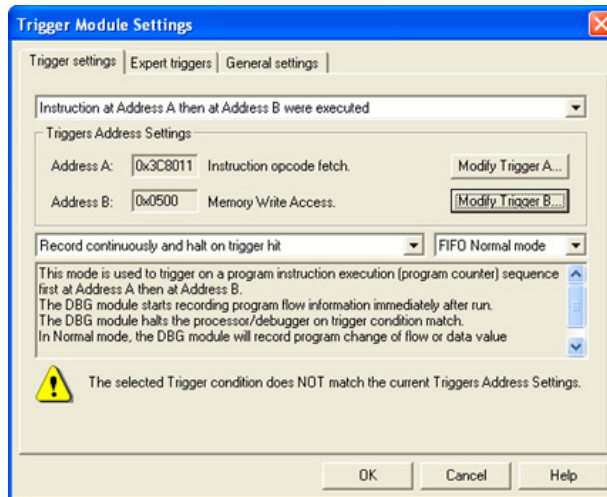 Trigger Module Settings
Trigger settings
Expert triggers
General settings
Instruction at Address A then at Address B were executed
Triggers Address Settings
Address A: 0x3C8011 Instruction opcode fetch. Modify Trigger A...
Address B: 0x0500 Memory Write Access. Modify Trigger B...
Record continuously and halt on trigger hit FIFO Normal mode
This mode is used to trigger on a program instruction execution (program counter) sequence
first at Address A then at Address B.
The DBG module starts recording program flow information immediately after run.
The DBG module halts the processor/debugger on trigger condition match.
In Normal mode, the DBG module will record program change of flow or data value
The selected Trigger condition does NOT match the current Triggers Address Settings.
OK Cancel Help